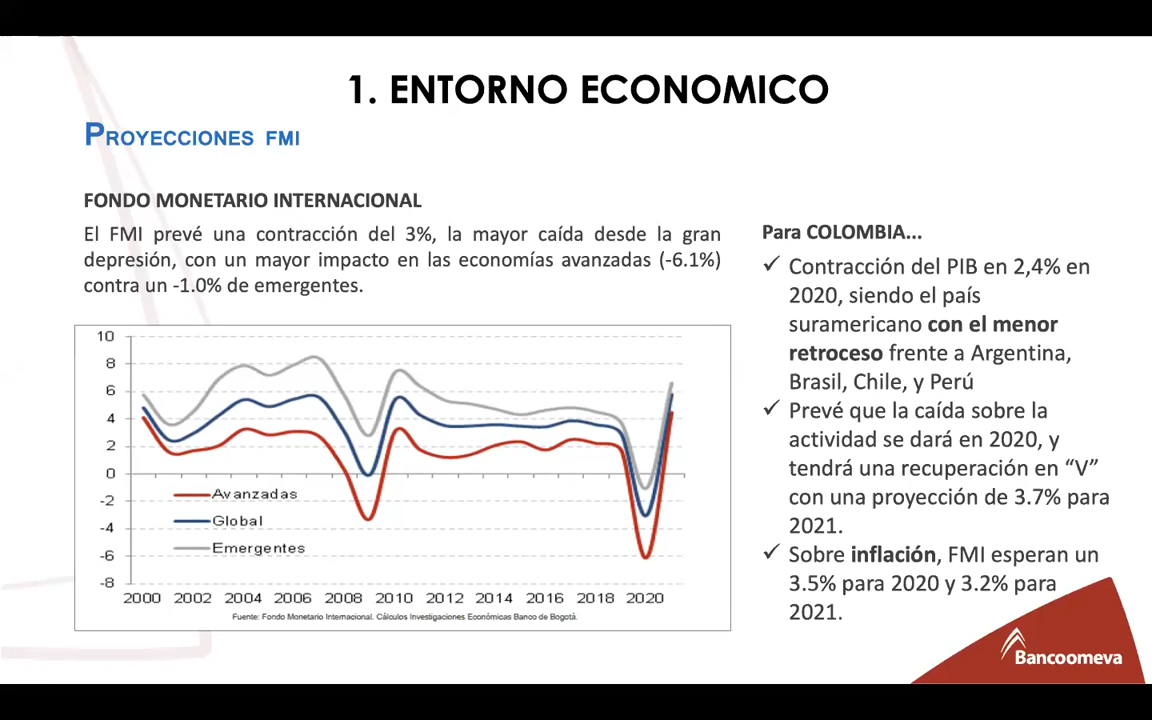 1. ENTORNO ECONOMICO
PROYECCIONES FMI
FONDO MONETARIO INTERNACIONAL
El FMI prevé una contracción del 3%, la mayor caída desde la gran
depresión, con un mayor impacto en las economías avanzadas (-6.1%)
contra un -1.0% de emergentes.
10
8
6
4
2
0
-2
-4
-6
-8
Avanzadas
Global
Emergentes
2000 2002 2004 2006 2008 2010 2012 2014 2016 2018 2020
Fuente: Fondo Monetario Internacional. Cálculos Investigaciones Económicas Banco de Bogotá.
Para COLOMBIA...
✓ Contracción del PIB en 2,4% en
2020, siendo el país
suramericano con el menor
retroceso frente a Argentina,
Brasil, Chile, y Perú
✓ Prevé que la caída sobre la
actividad se dará en 2020, y
tendrá una recuperación en “V”
con una proyección de 3.7% para
2021.
✓ Sobre inflación, FMI esperan un
3.5% para 2020 y 3.2% para
2021.
Bancoomeva